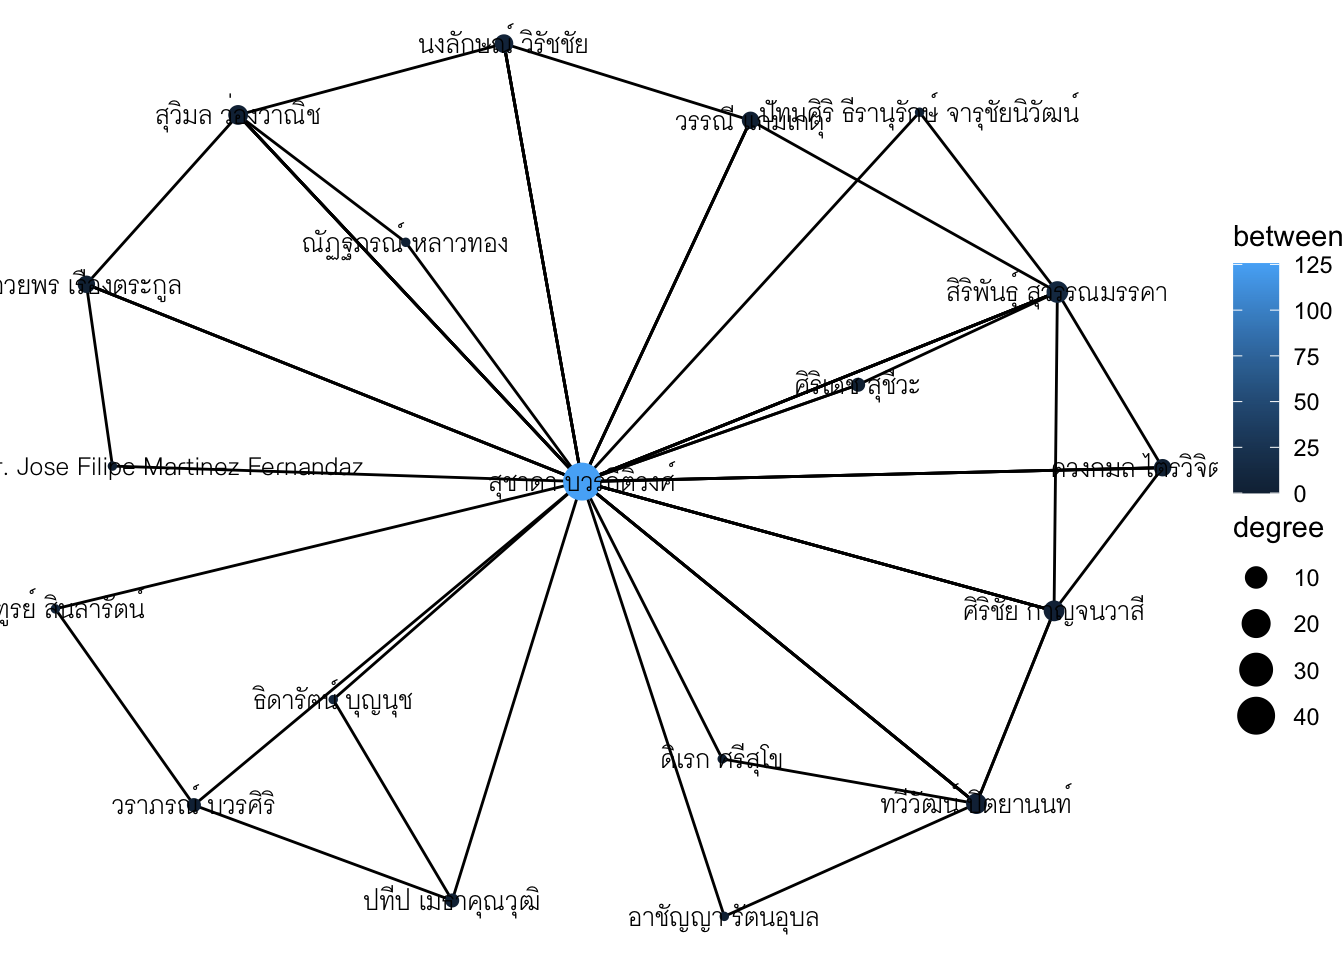 นงลักษณ์ วิรัชชัย
สุวิมล ว่องวาณิช
วรรณี แกมเกตุ
ปัทมศิริ ธีรานุรักษ์ จารุชัยนิวัฒน์
ณัฏฐภรณ์ หลาวทอง
between
วยพร เรืองตระกูล
125
สิริพันธุ์ สุวรรณมรรคา
100
75
ศิริเดช สุชีวะ
50
25
r. Jose Filipe Martinoz Fernandaz
ดวงกมล ไตรวิจิต
สุชาดา บวรกิติวงศ์
0
degree
10
ทูรย์ สินลารัตน์
ศิริชัย กาญจนวาสี
20
30
ธิดารัตน์ บุญนุช
40
ดิเรก ศรีสุโข
วราภรณ์ บวรศิริ
ทวีวัฒน์ ปิตยานนท์
ปทีป เมธาคุณวุฒิ
อาชัญญา รัตนอุบล